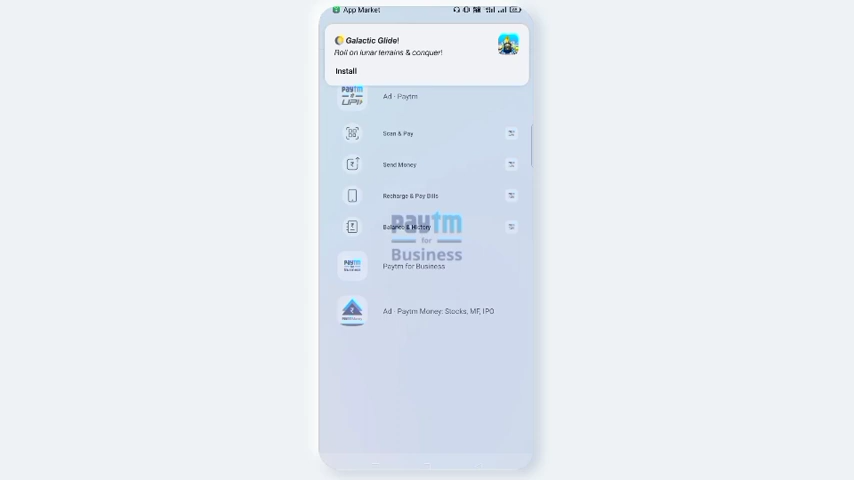 App Market
Galactic Glide!
Roll on lunar terrains & conquer!
Install
paytm
UPI
Ad · Paytm
Scan & Pay
Send Money
Recharge & Pay Bills
Balance & History
paytm
for
Business
Paytm for Business
Ad · Paytm Money: Stocks, MF, IPO